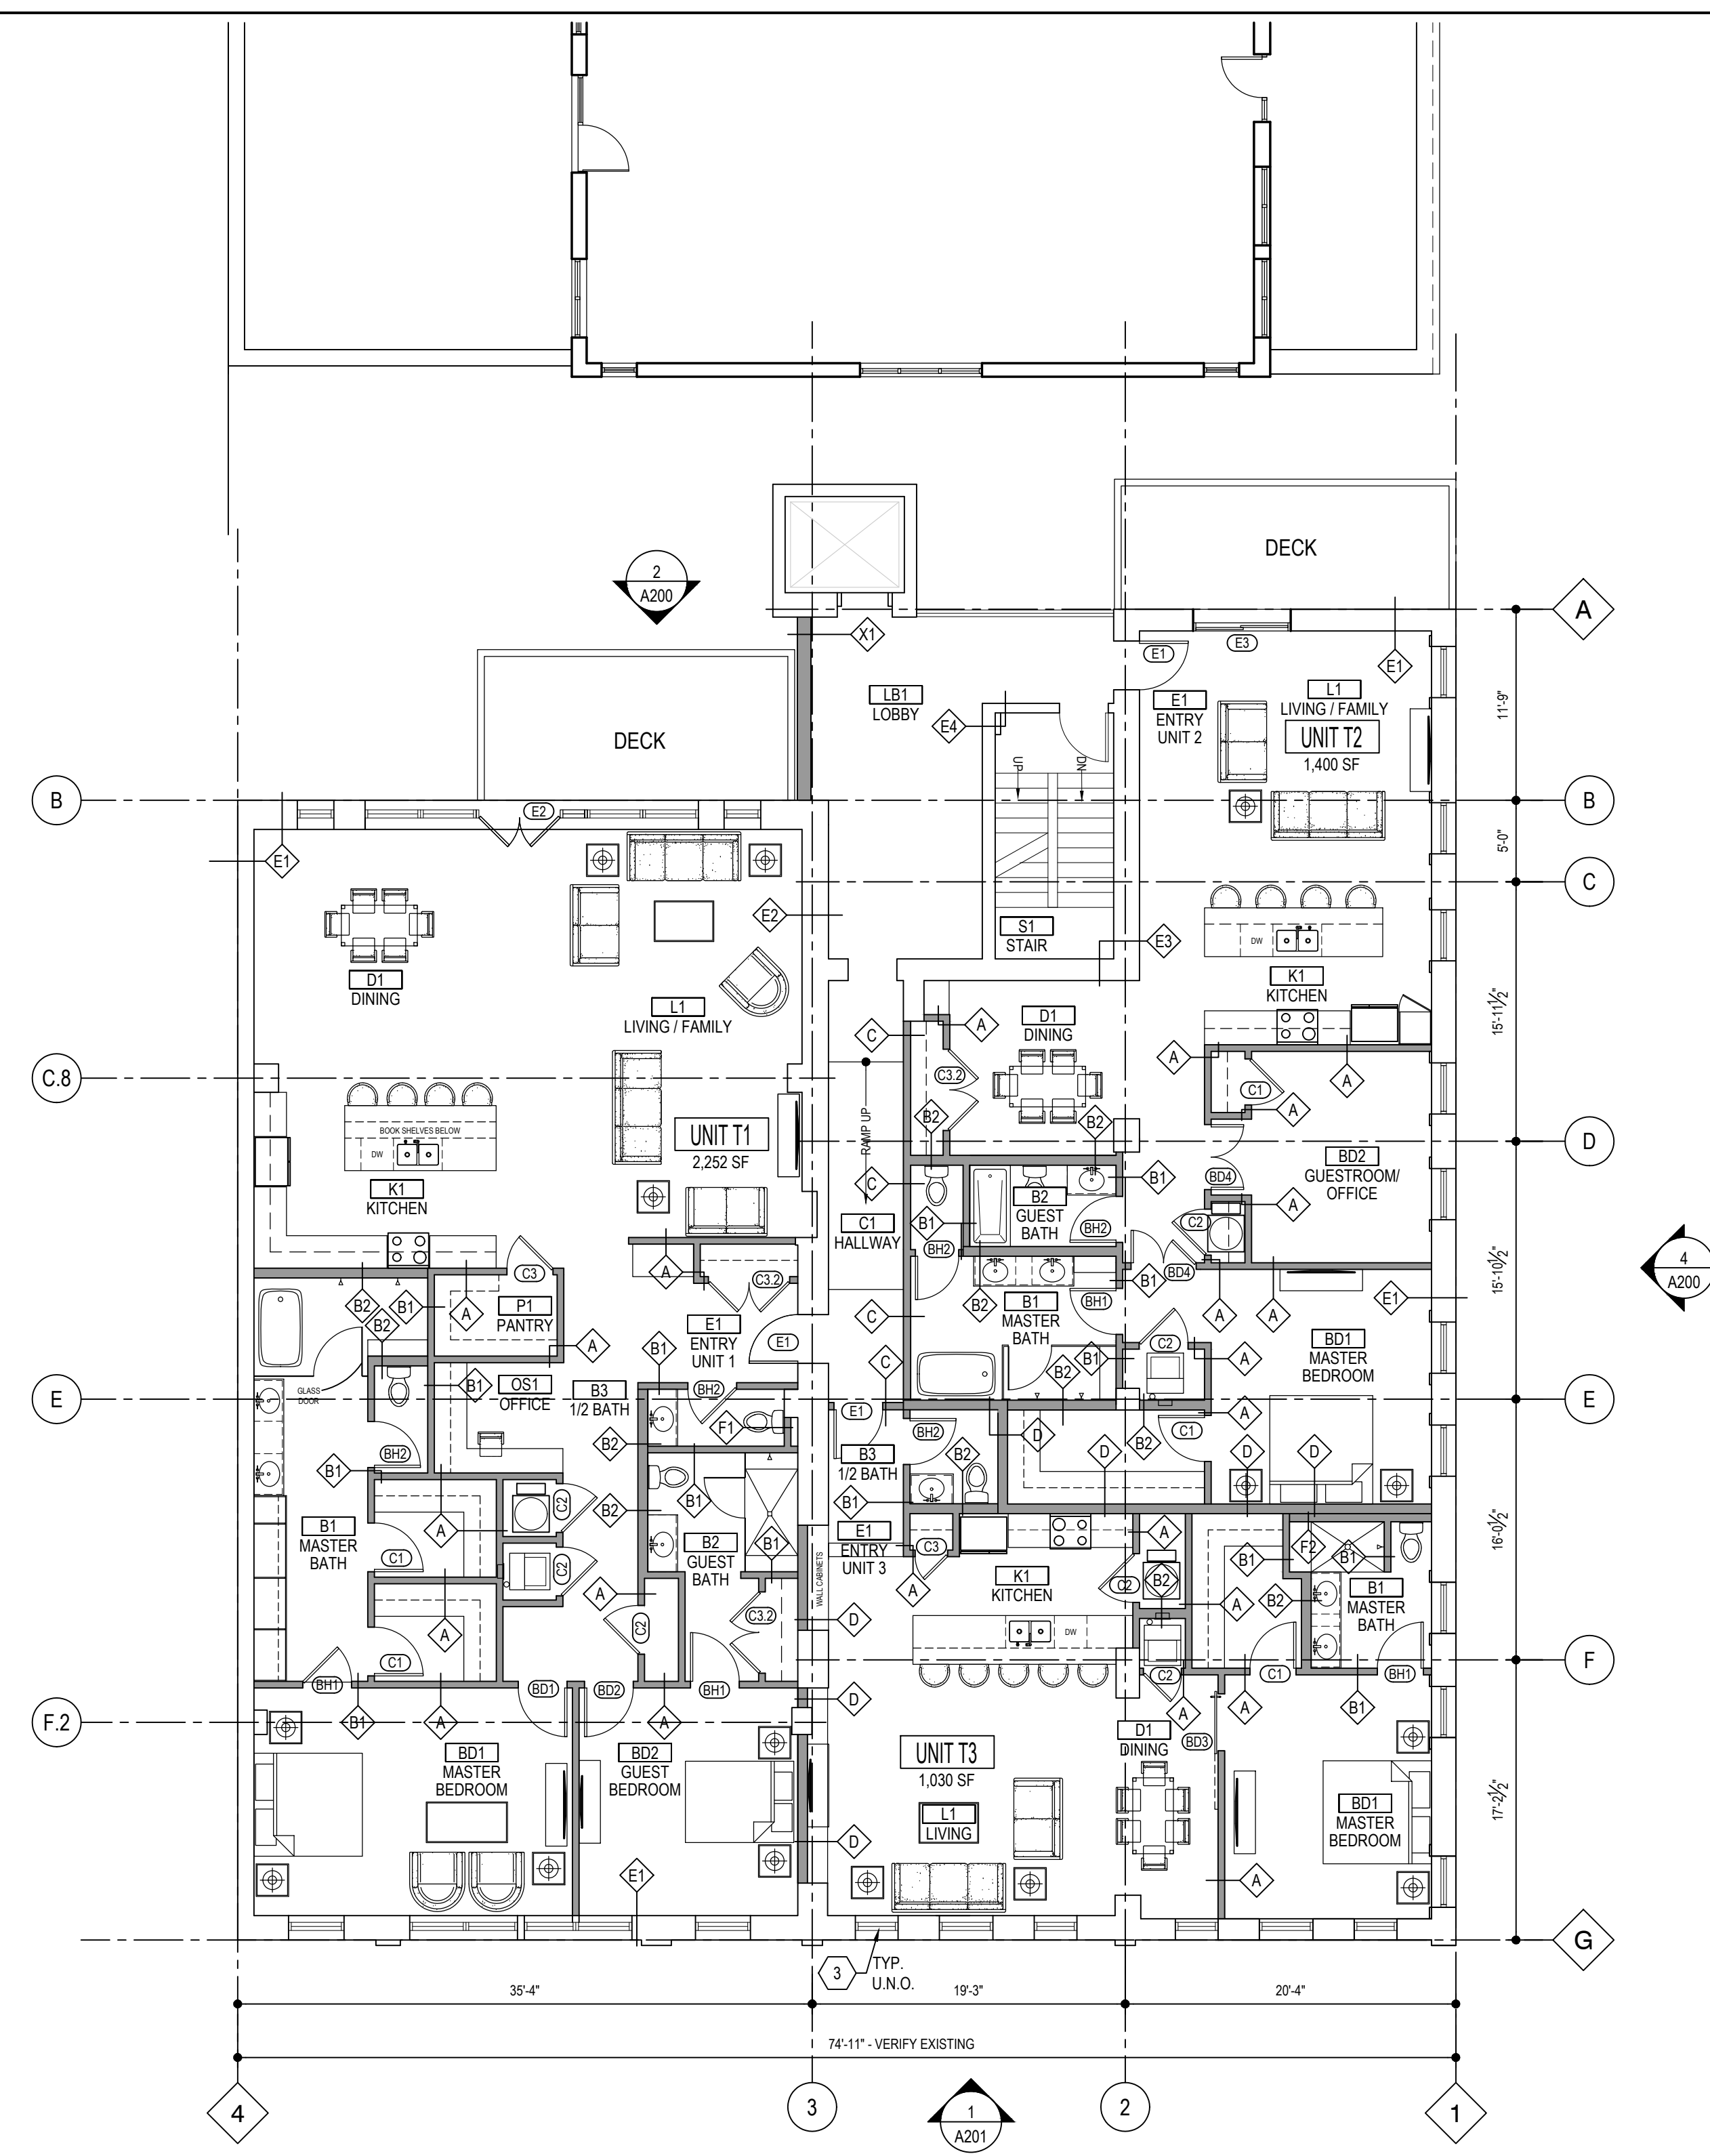 2
A200
DECK
A
X1
E1
E3
E1
LB1
LOBBY
E4
E1
ENTRY
UNIT 2
L1
LIVING / FAMILY
UNIT T2
1,400 SF
11'-9"
DECK
UP
DN
B
E2
B
E1
5'-0"
C
E2
S1
STAIR
E3
DW
D1
DINING
K1
KITCHEN
L1
LIVING / FAMILY
D1
DINING
A
C
15'-11½"
C.8
C3.2
A
C1
A
A
B2
B2
RAMP UP
BOOK SHELVES BELOW
DW
UNIT T1
2,252 SF
D
BD2
GUESTROOM/
OFFICE
BD4
B1
C
K1
KITCHEN
B2
GUEST
BATH
A
C1
HALLWAY
B1
BH2
BH2
C2
C3
A
C3.2
BD4
B1
15'-10½"
4
A200
B2
B1
A
P1
PANTRY
B2
B2
B1
MASTER
BATH
BH1
A
A
E1
C
E1
ENTRY
UNIT 1
E1
A
B1
C
B2
B1
C2
A
BD1
MASTER
BEDROOM
GLASS
DOOR
B1
OS1
OFFICE
B3
1/2 BATH
BH2
E
E
F1
E1
BH2
D
C1
A
BH2
B2
B3
1/2 BATH
B2
D
B2
D
D
B1
C2
B2
B1
B1
B1
B1
MASTER
BATH
A
C1
B2
GUEST
BATH
E1
ENTRY
UNIT 3
WALL CABINETS
C3
A
B1
F2
B1
16'-0½"
C2
A
A
K1
KITCHEN
C2
B2
A
B2
B1
MASTER
BATH
C3.2
D
C2
A
DW
C1
F
BH1
BD1
BD2
BH1
C2
C1
BH1
F.2
B1
A
A
D
A
A
B1
BD1
MASTER
BEDROOM
BD2
GUEST
BEDROOM
UNIT T3
1,030 SF
D1
DINING
BD3
17'-2½"
L1
LIVING
BD1
MASTER
BEDROOM
D
E1
A
G
3
TYP.
U.N.O.
35'-4"
19'-3"
20'-4"
74'-11" - VERIFY EXISTING
4
3
2
1
1
A201